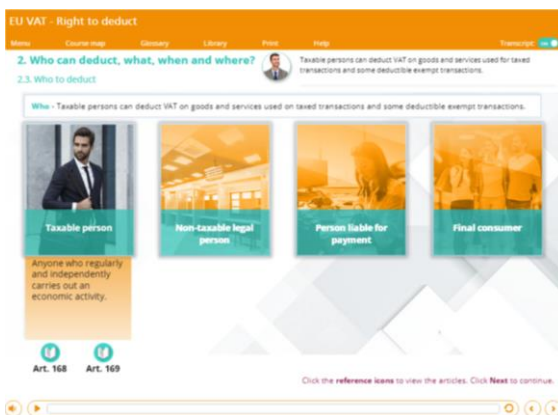 EU VAT - Right to deduct
Menu Course map Glossary Library Print Help Transcript: ON
2. Who can deduct, what, when and where?
2.3. Who to deduct
Taxable persons can deduct VAT on goods and services used for taxed
transactions and some deductible exempt transactions.
Who - Taxable persons can deduct VAT on goods and services used on taxed transactions and some deductible exempt transactions.
Taxable person
Non-taxable legal
person
Person liable for
payment
Final consumer
Anyone who regularly
and independently
carries out an
economic activity.
Art. 168 Art. 169
Click the reference icons to view the articles. Click Next to continue.